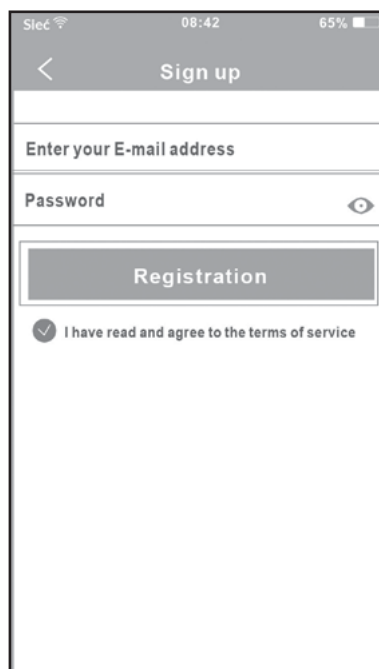 Sieć 08:42 65%
Sign up
Enter your E-mail address
Password
Registration
I have read and agree to the terms of service